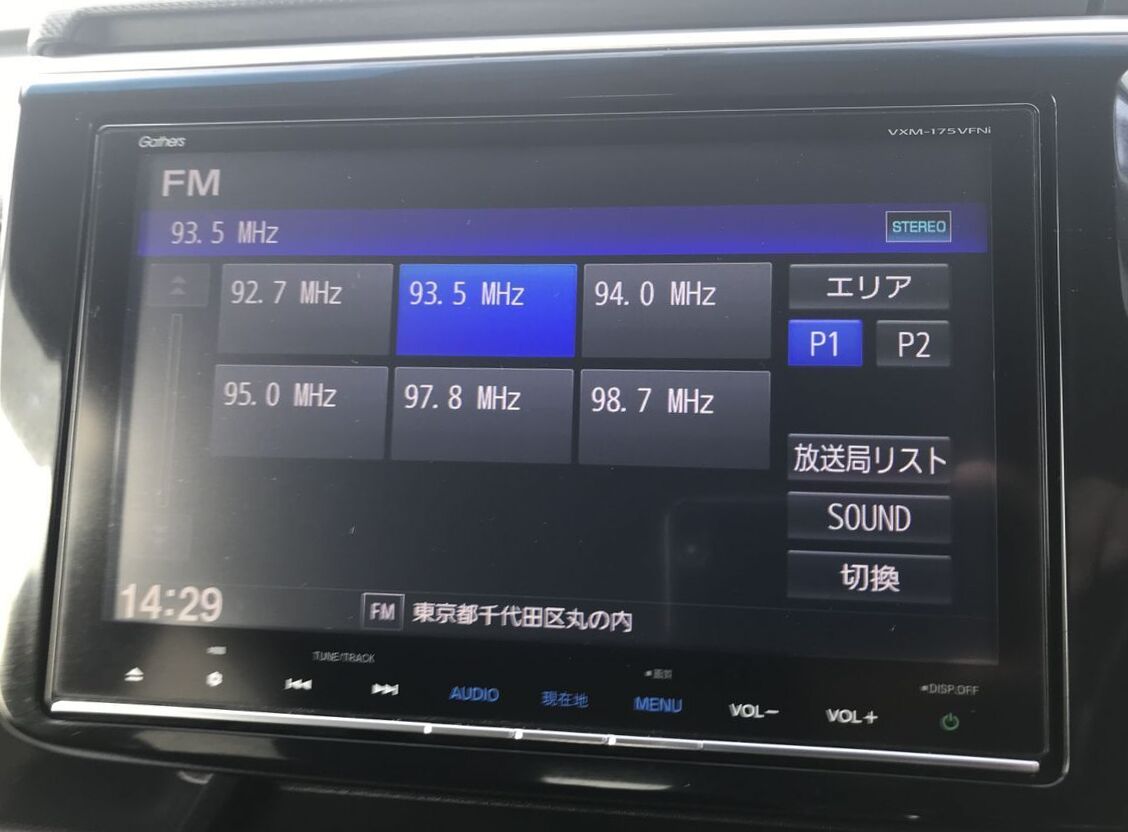 Gathers
VXM-175VFNi
FM
93.5 MHz
STEREO
92.7 MHz
93.5 MHz
94.0 MHz
エリア
P1
P2
95.0 MHz
97.8 MHz
98.7 MHz
放送局リスト
SOUND
切換
14:29
FM
東京都千代田区丸の内
TUNE/TRACK
画質
DISP.OFF
AUDIO
現在地
MENU
VOL−
VOL+